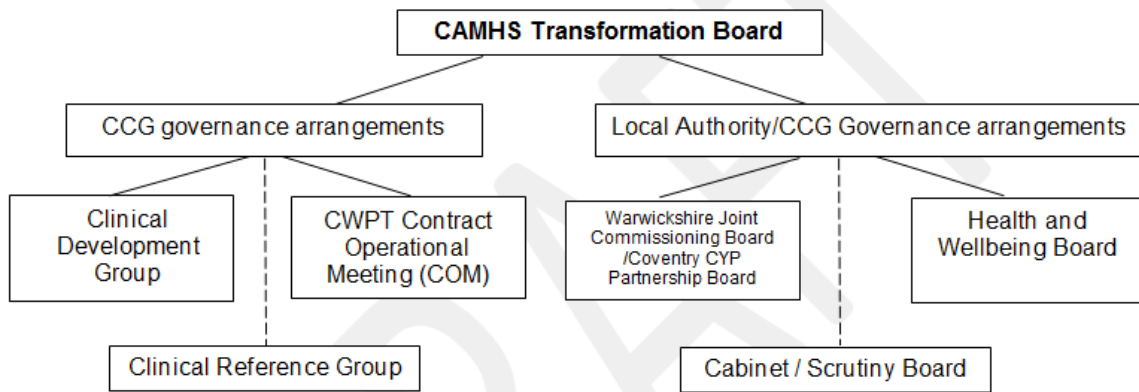 CAMHS Transformation Board
CCG governance arrangements
Local Authority/CCG Governance arrangements
Clinical
Development
Group
CWPT Contract
Operational
Meeting (COM)
Warwickshire Joint
Commissioning Board
/Coventry CYP
Partnership Board
Health and
Wellbeing Board
Clinical Reference Group
Cabinet / Scrutiny Board